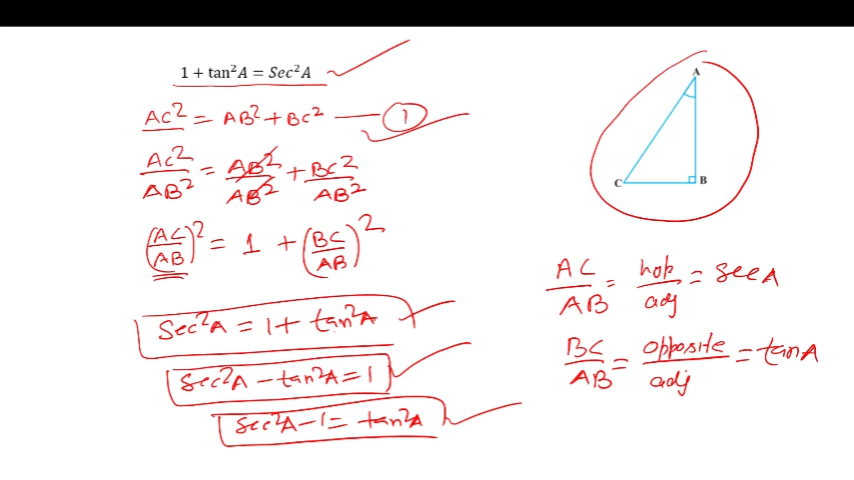 1 + tan²A = Sec²A
AC² = AB² + BC² — ①
AC²/AB² = AB²/AB² + BC²/AB²
(AC/AB)² = 1 + (BC/AB)²
Sec²A = 1 + tan²A
Sec²A − tan²A = 1
Sec²A − 1 = tan²A
A
C
B
AC/AB = hop/adj = secA
BC/AB = opposite/adj = tanA